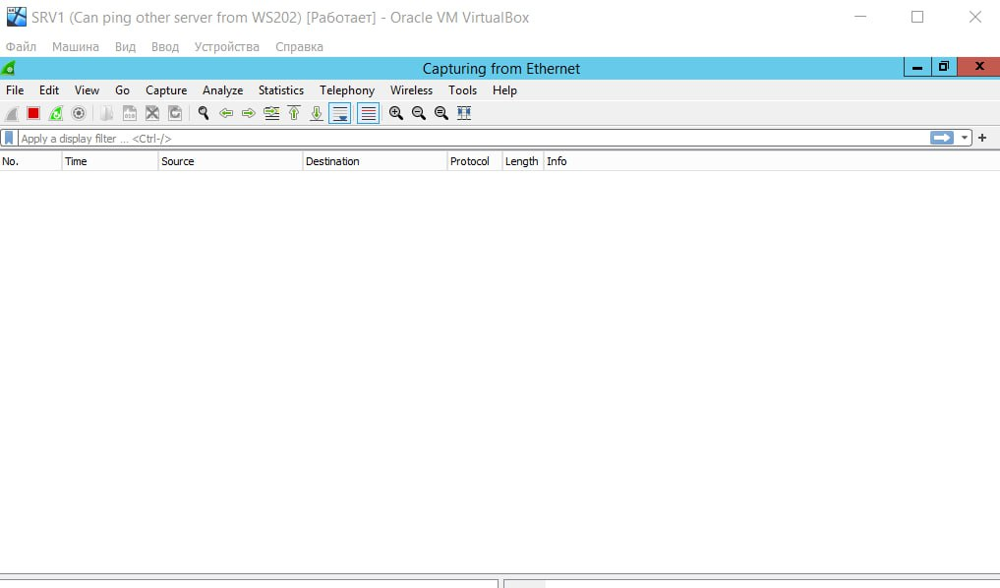 SRV1 (Can ping other server from WS202) [Работает] - Oracle VM VirtualBox
Файл Машина Вид Ввод Устройства Справка
Capturing from Ethernet
File Edit View Go Capture Analyze Statistics Telephony Wireless Tools Help
Apply a display filter ... <Ctrl-/>
No. Time Source Destination Protocol Length Info